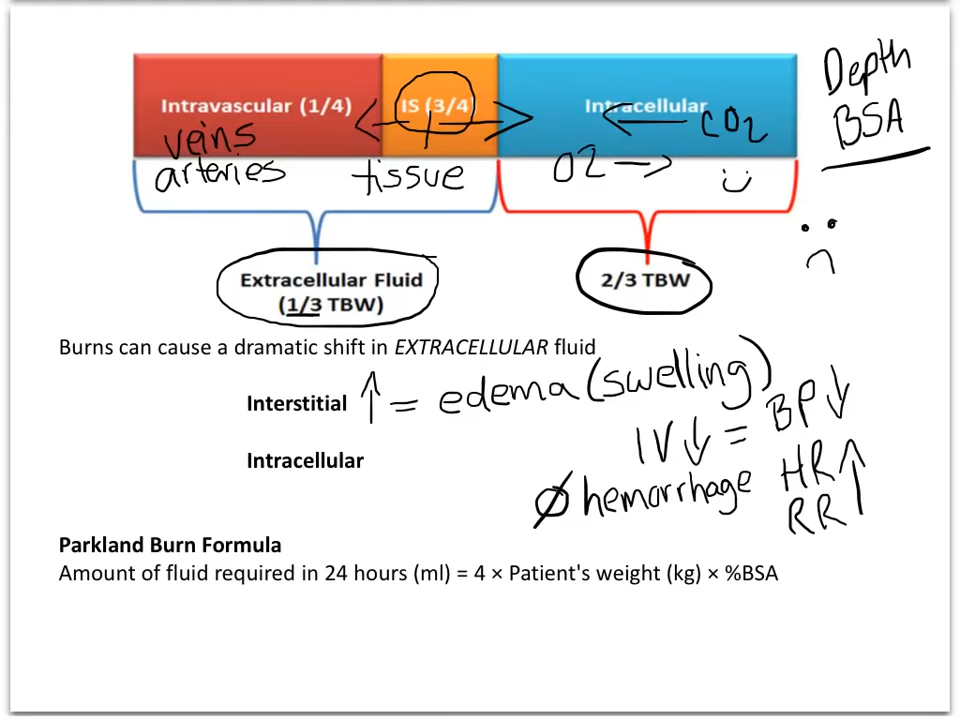 Intravascular (1/4) IS (3/4) Intracellular
veins
arteries
tissue
CO2
O2
Depth
BSA
Extracellular Fluid
(1/3 TBW)
2/3 TBW
Burns can cause a dramatic shift in EXTRACELLULAR fluid
Interstitial ↑ = edema (swelling)
Intracellular
IV ↓ = BP ↓
Ø hemorrhage HR ↑
RR
Parkland Burn Formula
Amount of fluid required in 24 hours (ml) = 4 × Patient's weight (kg) × %BSA